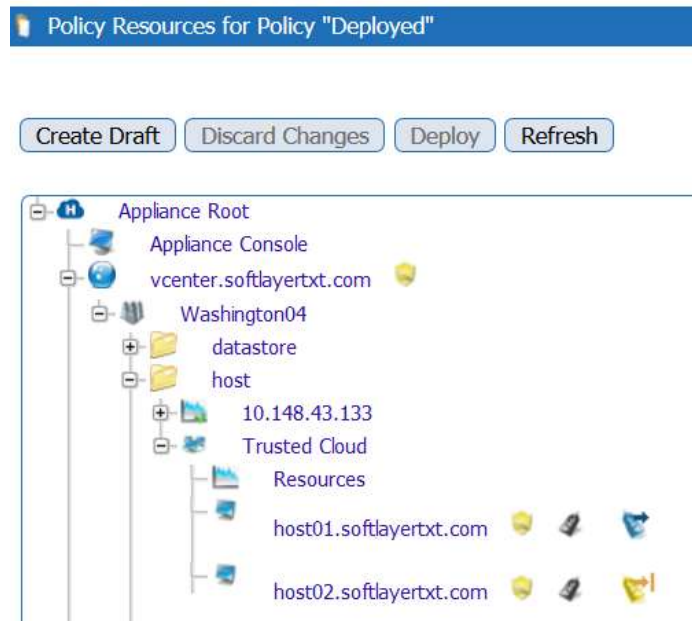 Policy Resources for Policy "Deployed"
Create Draft Discard Changes Deploy Refresh
Appliance Root
Appliance Console
vcenter.softlayertxt.com
Washington04
datastore
host
10.148.43.133
Trusted Cloud
Resources
host01.softlayertxt.com
host02.softlayertxt.com